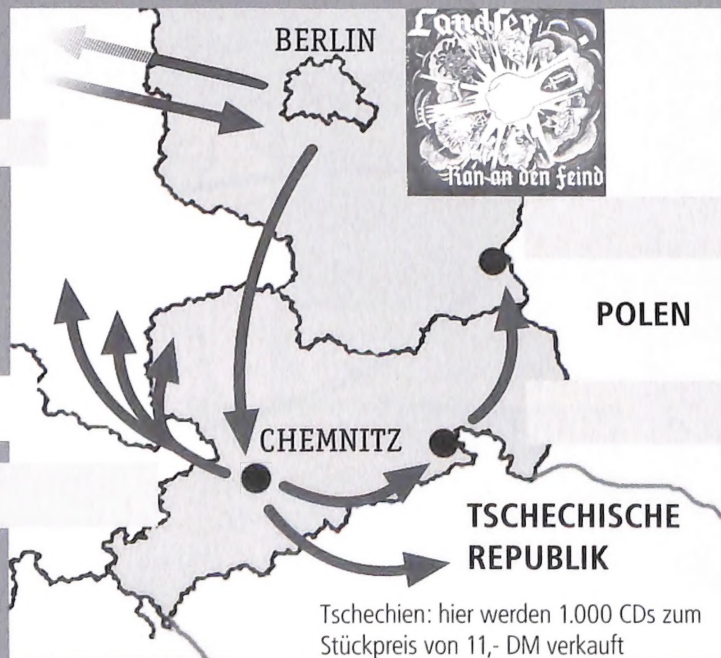 BERLIN
Landser
Ran an den Feind
POLEN
CHEMNITZ
TSCHECHISCHE
REPUBLIK
Tschechien: hier werden 1.000 CDs zum
Stückpreis von 11,- DM verkauft